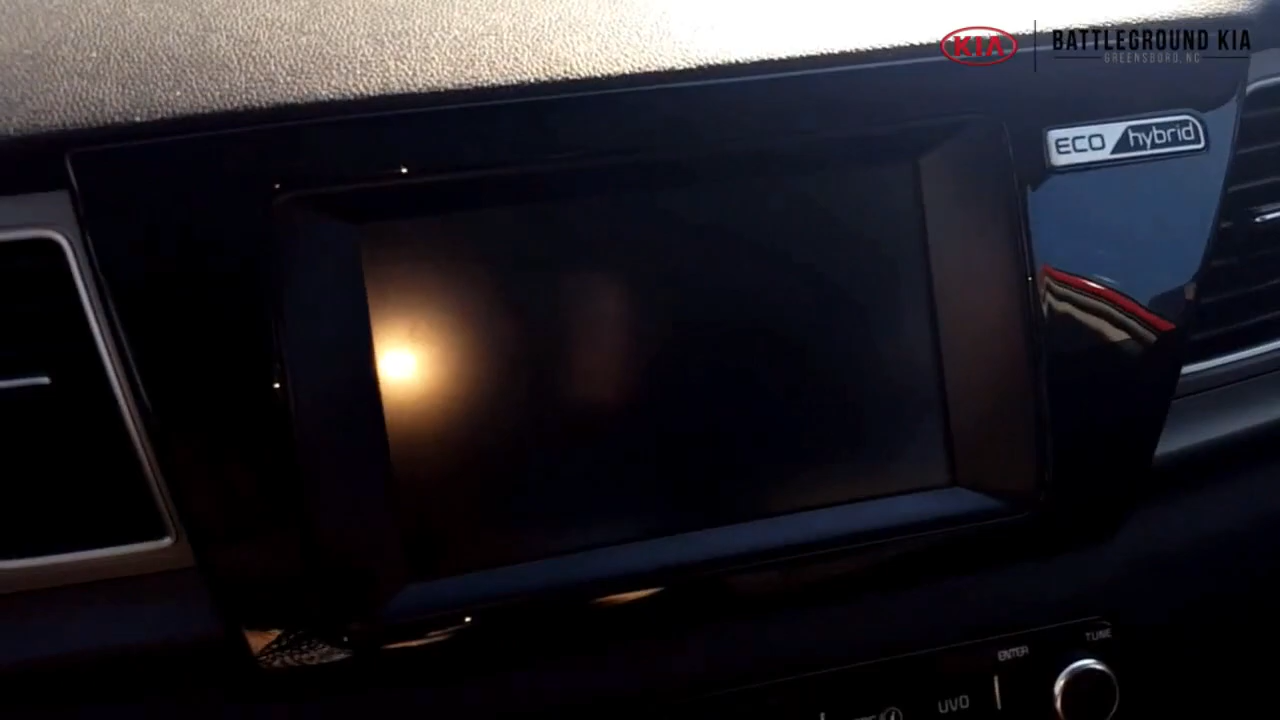 KIA
BATTLEGROUND KIA
GREENSBORO, NC
ECO hybrid
TUNE
ENTER
UVO